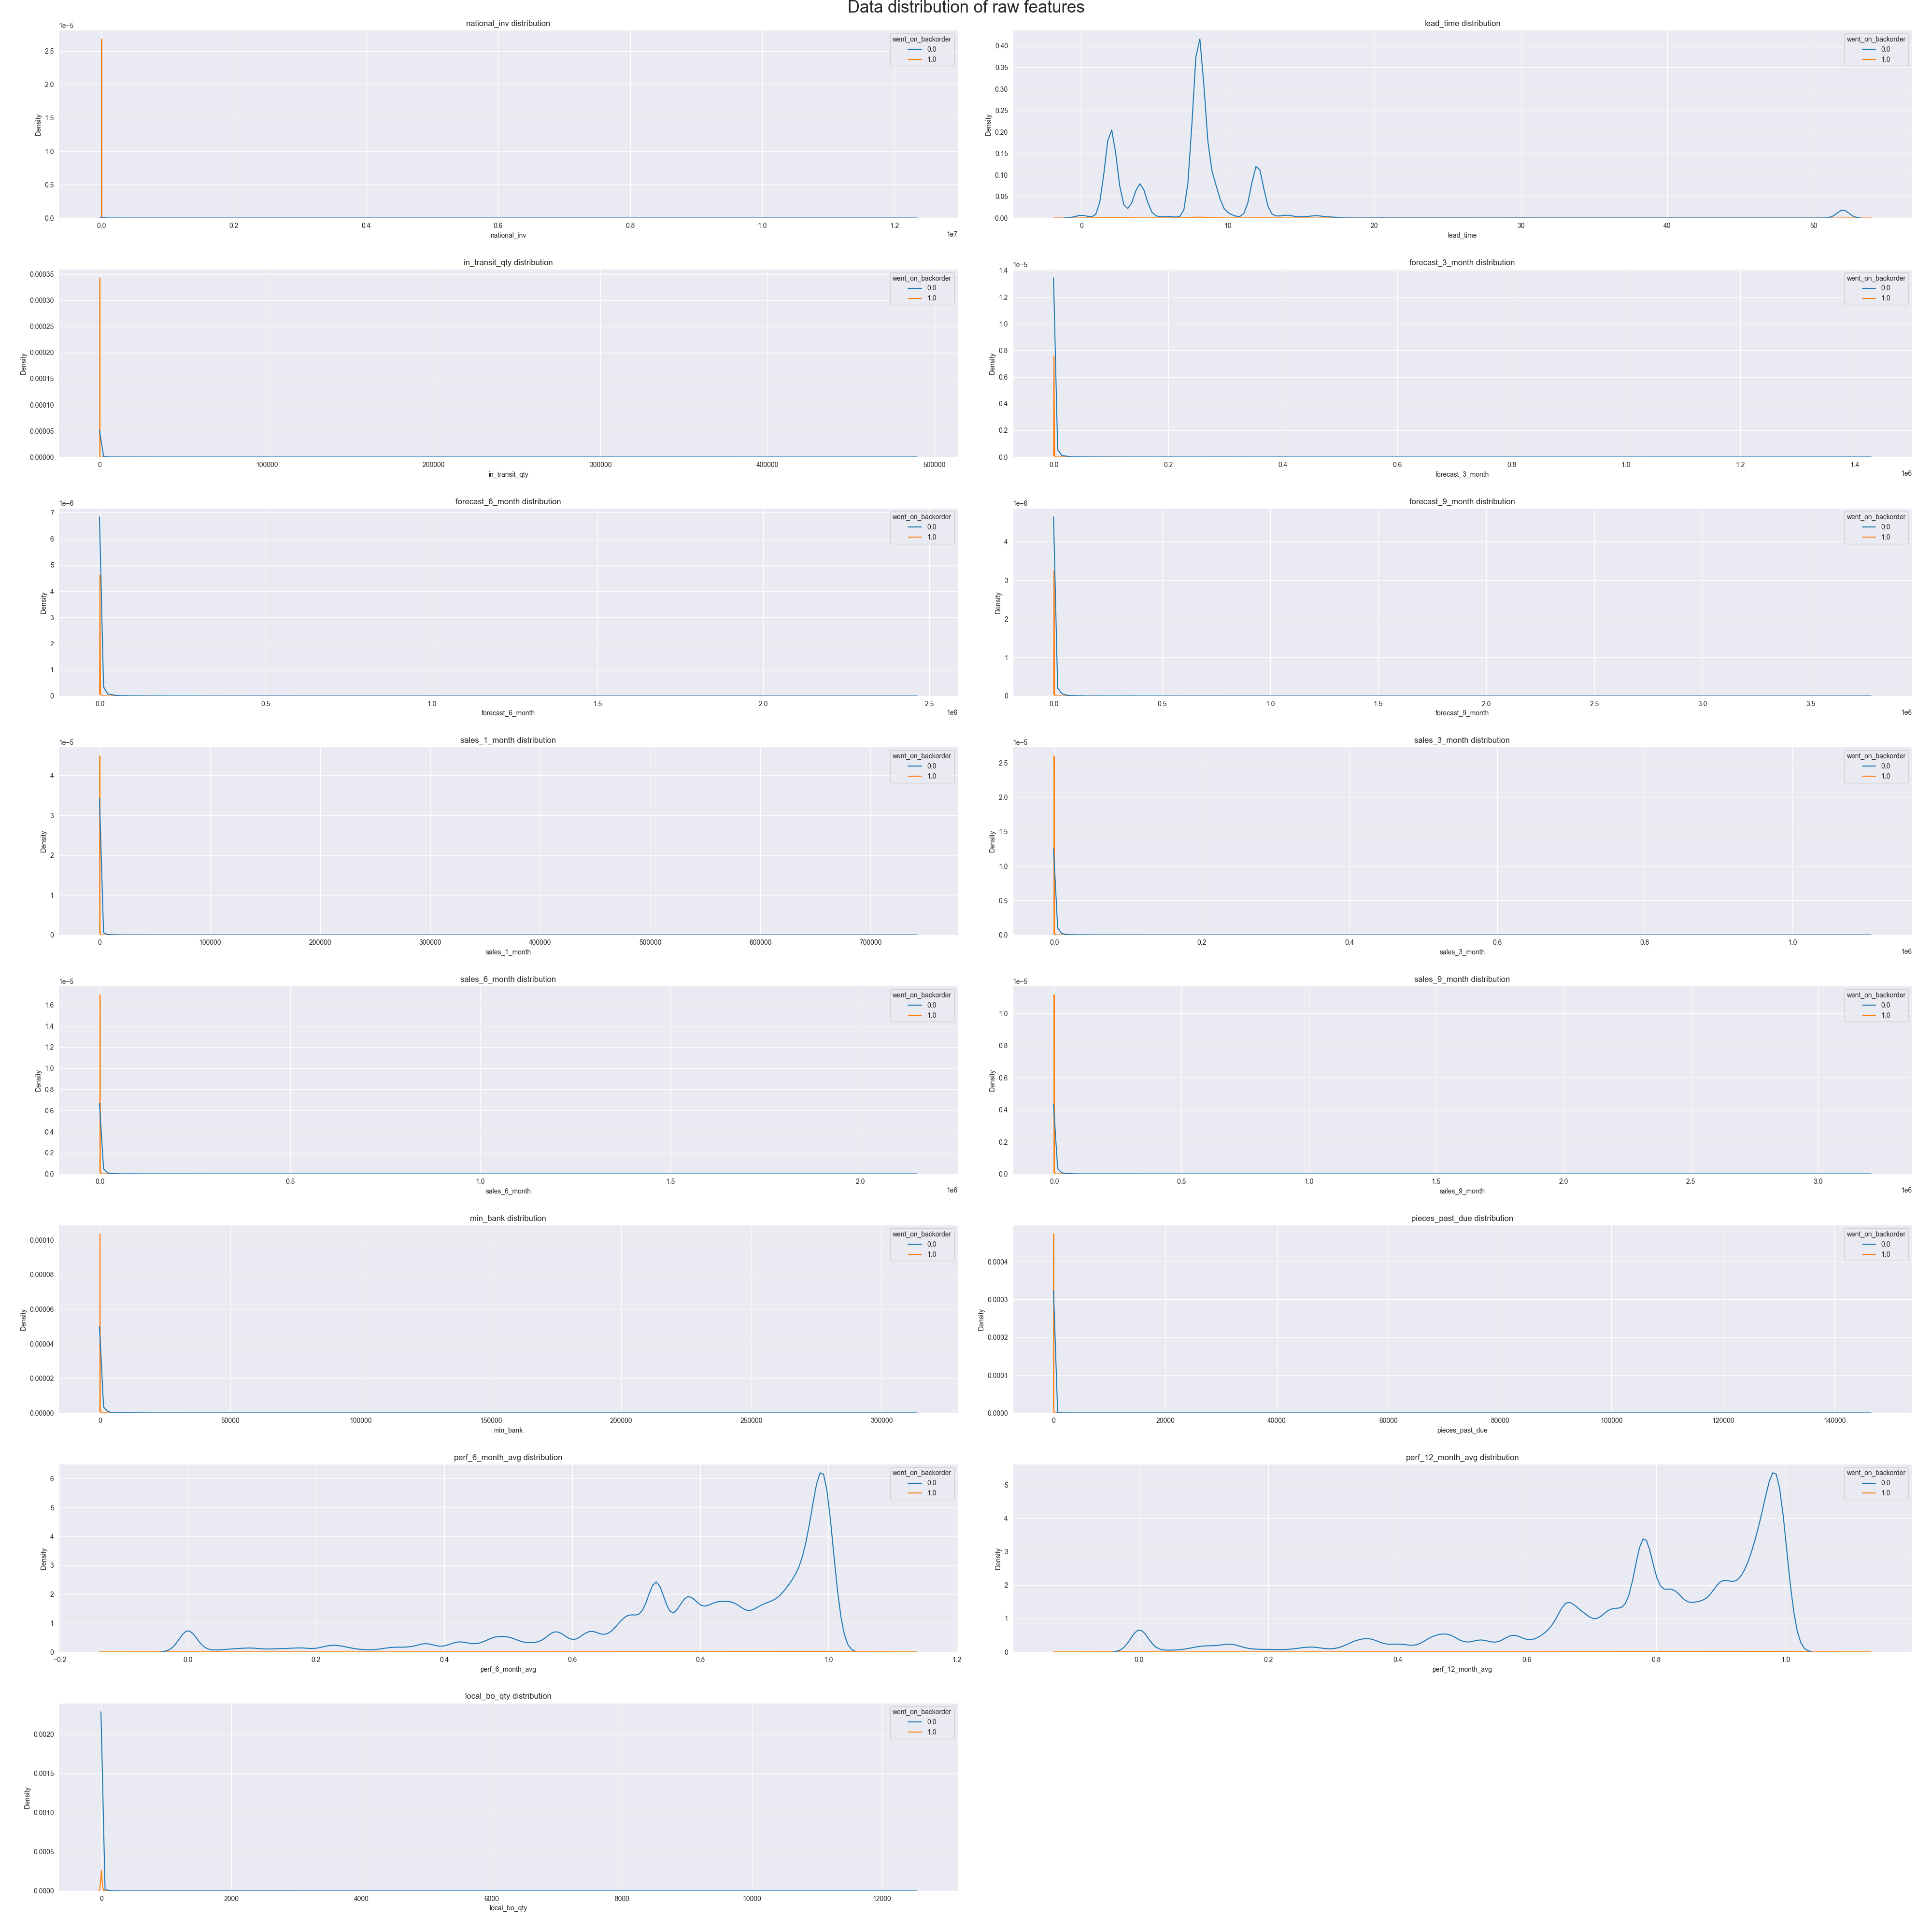 Data distribution of raw features
national_inv distribution
1e−5
went_on_backorder
0.0
1.0
2.5
2.0
1.5
1.0
0.5
0.0
Density
0.0 0.2 0.4 0.6 0.8 1.0 1.2
national_inv
1e7
lead_time distribution
went_on_backorder
0.0
1.0
0.40
0.35
0.30
0.25
0.20
0.15
0.10
0.05
0.00
Density
0 10 20 30 40 50
lead_time
in_transit_qty distribution
went_on_backorder
0.0
1.0
0.00035
0.00030
0.00025
0.00020
0.00015
0.00010
0.00005
0.00000
Density
0 100000 200000 300000 400000 500000
in_transit_qty
forecast_3_month distribution
1e−5
went_on_backorder
0.0
1.0
1.4
1.2
1.0
0.8
0.6
0.4
0.2
0.0
Density
0.0 0.2 0.4 0.6 0.8 1.0 1.2 1.4
forecast_3_month
1e6
forecast_6_month distribution
1e−6
went_on_backorder
0.0
1.0
7
6
5
4
3
2
1
0
Density
0.0 0.5 1.0 1.5 2.0 2.5
forecast_6_month
1e6
forecast_9_month distribution
1e−6
went_on_backorder
0.0
1.0
4
3
2
1
0
Density
0.0 0.5 1.0 1.5 2.0 2.5 3.0 3.5
forecast_9_month
1e6
sales_1_month distribution
1e−5
went_on_backorder
0.0
1.0
4
3
2
1
0
Density
0 100000 200000 300000 400000 500000 600000 700000
sales_1_month
sales_3_month distribution
1e−5
went_on_backorder
0.0
1.0
2.5
2.0
1.5
1.0
0.5
0.0
Density
0.0 0.2 0.4 0.6 0.8 1.0
sales_3_month
1e6
sales_6_month distribution
1e−5
went_on_backorder
0.0
1.0
1.6
1.4
1.2
1.0
0.8
0.6
0.4
0.2
0.0
Density
0.0 0.5 1.0 1.5 2.0
sales_6_month
1e6
sales_9_month distribution
1e−5
went_on_backorder
0.0
1.0
1.0
0.8
0.6
0.4
0.2
0.0
Density
0.0 0.5 1.0 1.5 2.0 2.5 3.0
sales_9_month
1e6
min_bank distribution
went_on_backorder
0.0
1.0
0.00010
0.00008
0.00006
0.00004
0.00002
0.00000
Density
0 50000 100000 150000 200000 250000 300000
min_bank
pieces_past_due distribution
went_on_backorder
0.0
1.0
0.0004
0.0003
0.0002
0.0001
0.0000
Density
0 20000 40000 60000 80000 100000 120000 140000
pieces_past_due
perf_6_month_avg distribution
went_on_backorder
0.0
1.0
6
5
4
3
2
1
0
Density
−0.2 0.0 0.2 0.4 0.6 0.8 1.0 1.2
perf_6_month_avg
perf_12_month_avg distribution
went_on_backorder
0.0
1.0
5
4
3
2
1
0
Density
0.0 0.2 0.4 0.6 0.8 1.0
perf_12_month_avg
local_bo_qty distribution
went_on_backorder
0.0
1.0
0.0020
0.0015
0.0010
0.0005
0.0000
Density
0 2000 4000 6000 8000 10000 12000
local_bo_qty